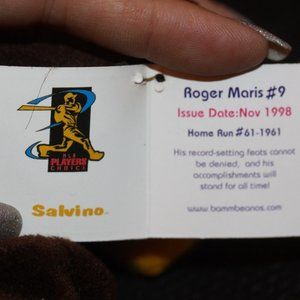 MLB
PLAYERS
CHOICE
Salvino
Roger Maris #9
Issue Date:Nov 1998
Home Run #61-1961
His record-setting feats cannot
be denied, and his
accomplishments will
stand for all time!
www.bammbeanos.com